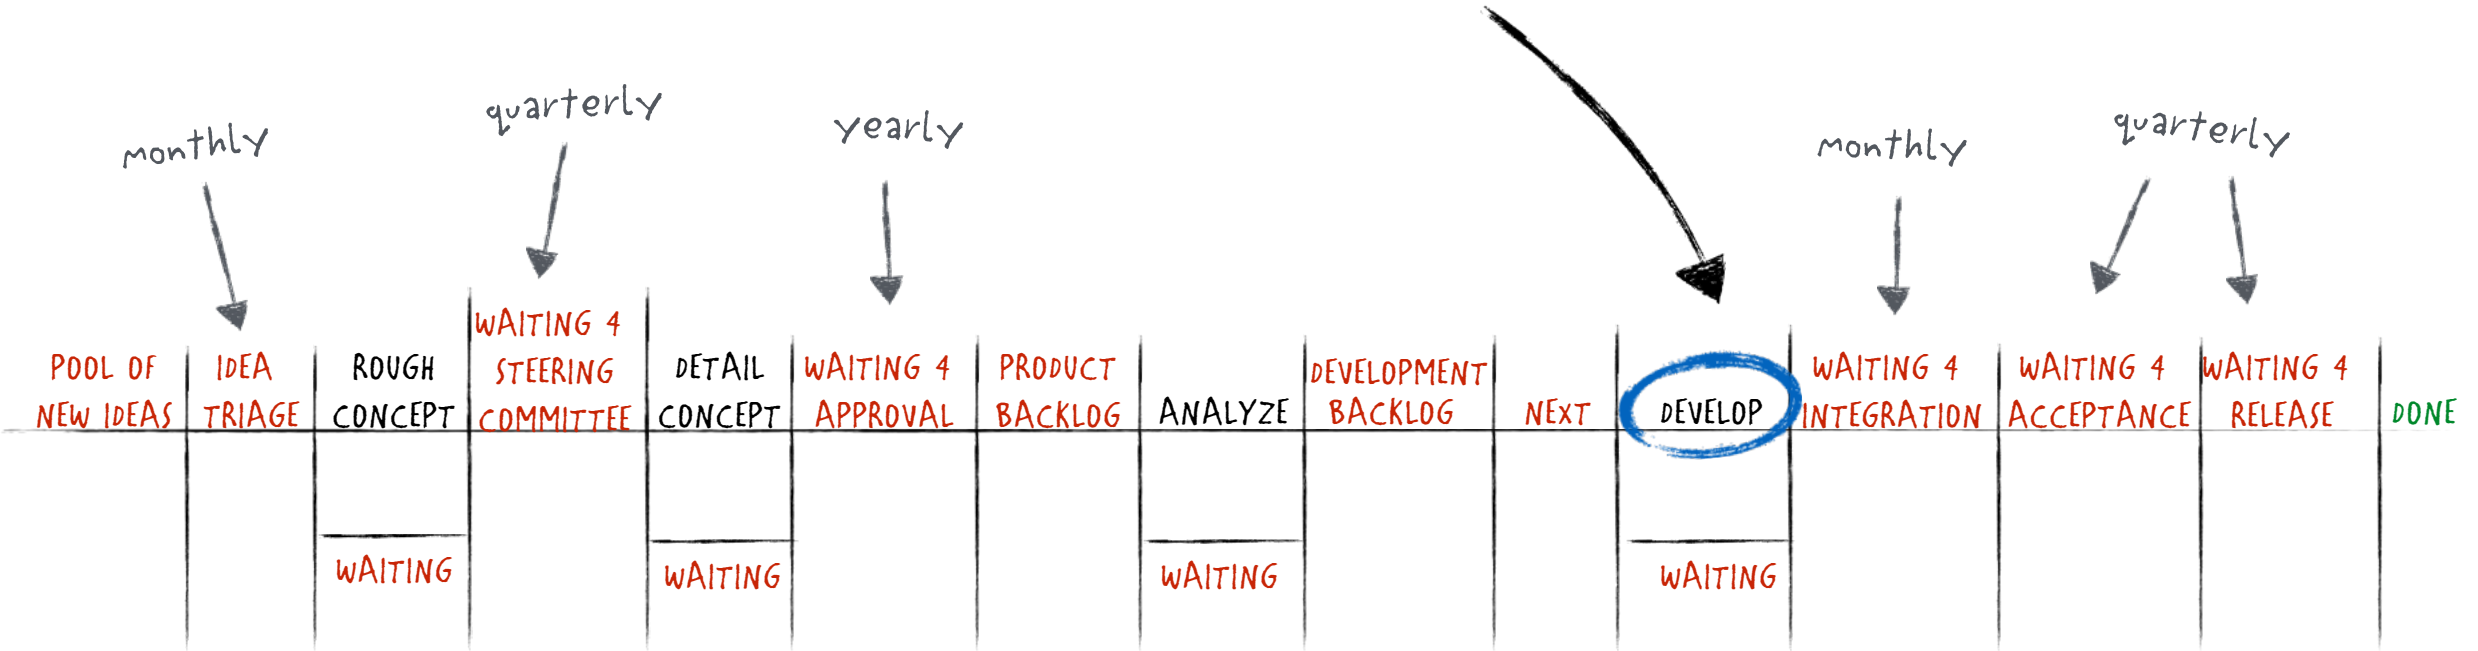 monthly
quarterly
yearly
monthly
quarterly
POOL OF
NEW IDEAS
IDEA
TRIAGE
ROUGH
CONCEPT
WAITING 4
STEERING
COMMITTEE
DETAIL
CONCEPT
WAITING 4
APPROVAL
PRODUCT
BACKLOG
ANALYZE
DEVELOPMENT
BACKLOG
NEXT
DEVELOP
WAITING 4
INTEGRATION
WAITING 4
ACCEPTANCE
WAITING 4
RELEASE
DONE
WAITING
WAITING
WAITING
WAITING